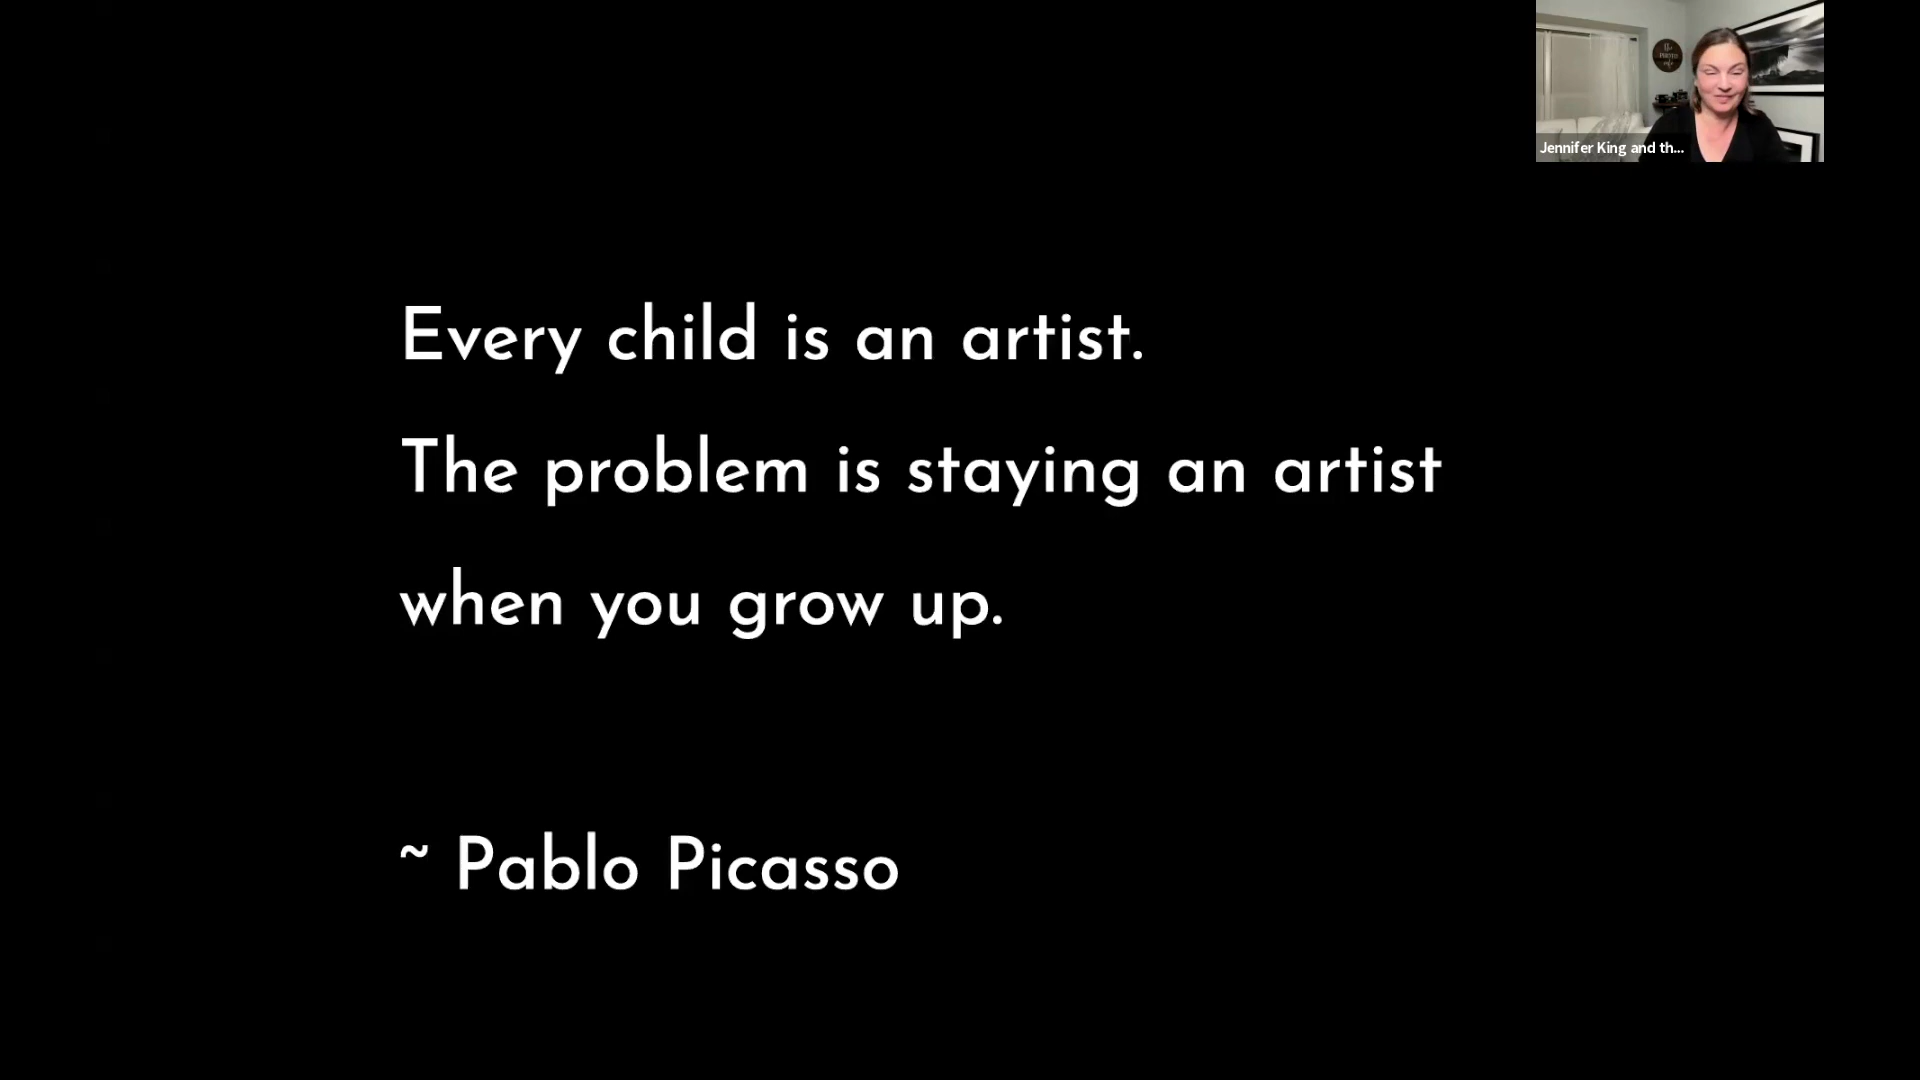 Jennifer King and th...
Every child is an artist.
The problem is staying an artist
when you grow up.
~ Pablo Picasso